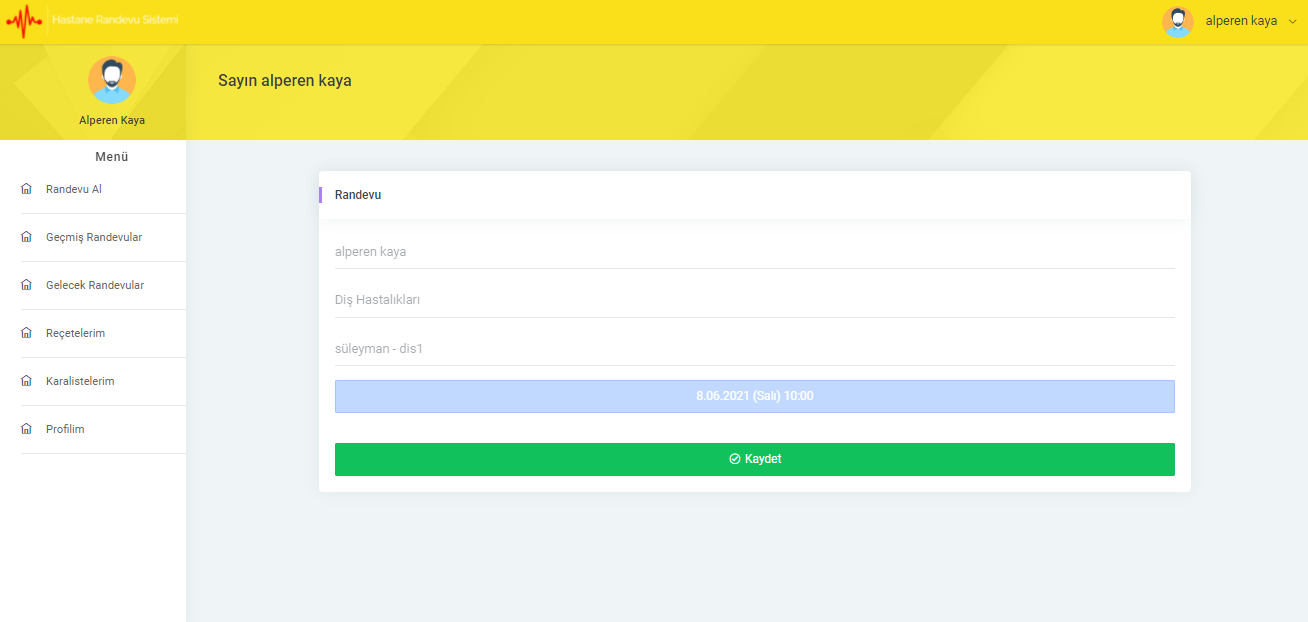 Hastane Randevu Sistemi
alperen kaya
Alperen Kaya
Sayın alperen kaya
Menü
Randevu Al
Geçmiş Randevular
Gelecek Randevular
Reçetelerim
Karalistelerim
Profilim
Randevu
alperen kaya
Diş Hastalıkları
süleyman - dis1
8.06.2021 (Salı) 10:00
Kaydet